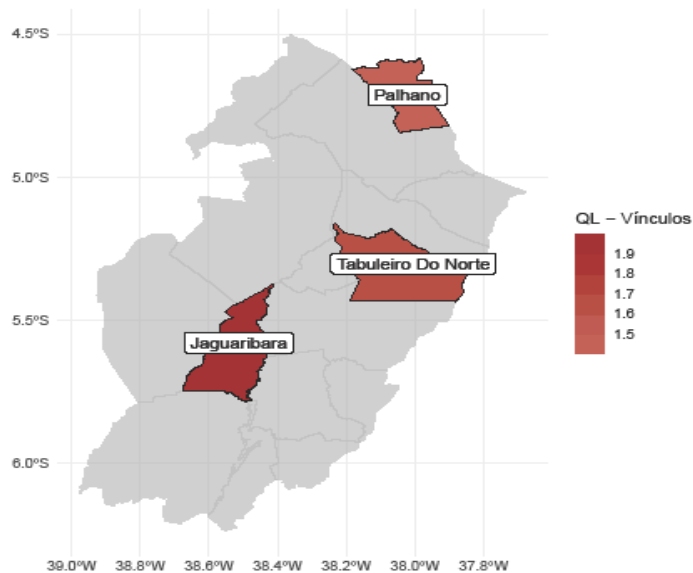 4.5°S
Palhano
5.0°S
QL – Vínculos
1.9
Tabuleiro Do Norte
1.8
1.7
1.6
5.5°S
1.5
Jaguaribara
6.0°S
39.0°W 38.8°W 38.6°W 38.4°W 38.2°W 38.0°W 37.8°W